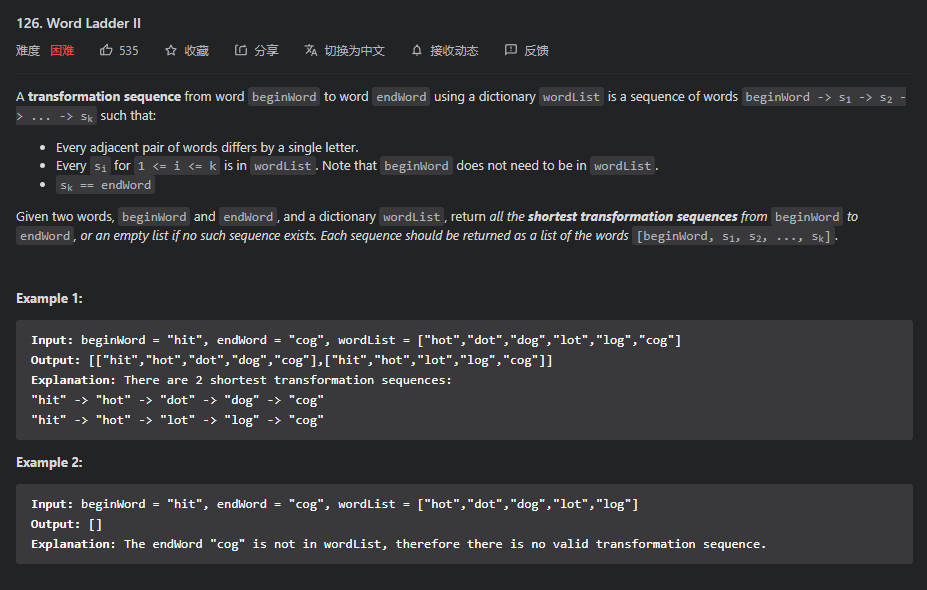 126. Word Ladder II
难度 困难 535 收藏 分享 切换为中文 接收动态 反馈
A transformation sequence from word beginWord to word endWord using a dictionary wordList is a sequence of words beginWord -> s1 -> s2 -
> ... -> sk such that:
• Every adjacent pair of words differs by a single letter.
• Every si for 1 <= i <= k is in wordList. Note that beginWord does not need to be in wordList.
• sk == endWord
Given two words, beginWord and endWord, and a dictionary wordList, return all the shortest transformation sequences from beginWord to
endWord, or an empty list if no such sequence exists. Each sequence should be returned as a list of the words [beginWord, s1, s2, ..., sk].
Example 1:
Input: beginWord = "hit", endWord = "cog", wordList = ["hot","dot","dog","lot","log","cog"]
Output: [["hit","hot","dot","dog","cog"],["hit","hot","lot","log","cog"]]
Explanation: There are 2 shortest transformation sequences:
"hit" -> "hot" -> "dot" -> "dog" -> "cog"
"hit" -> "hot" -> "lot" -> "log" -> "cog"
Example 2:
Input: beginWord = "hit", endWord = "cog", wordList = ["hot","dot","dog","lot","log"]
Output: []
Explanation: The endWord "cog" is not in wordList, therefore there is no valid transformation sequence.